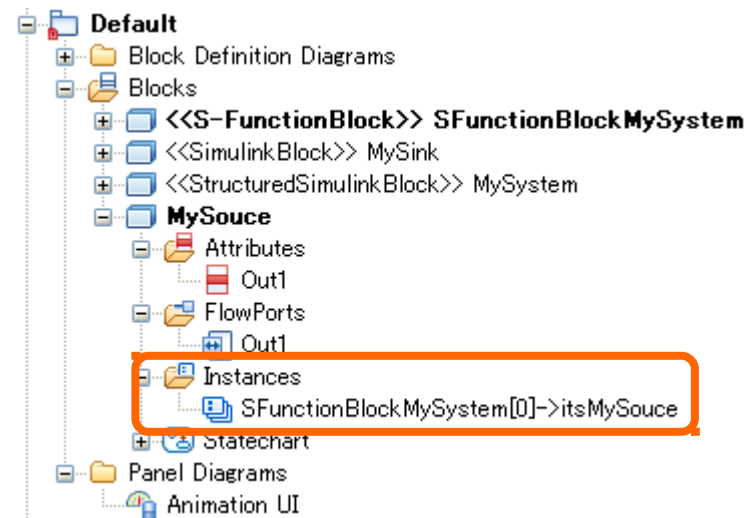 Default
Block Definition Diagrams
Blocks
<<S-FunctionBlock>> SFunctionBlockMySystem
<<SimulinkBlock>> MySink
<<StructuredSimulinkBlock>> MySystem
MySouce
Attributes
Out1
FlowPorts
Out1
Instances
SFunctionBlockMySystem[0]->itsMySouce
Statechart
Panel Diagrams
Animation UI